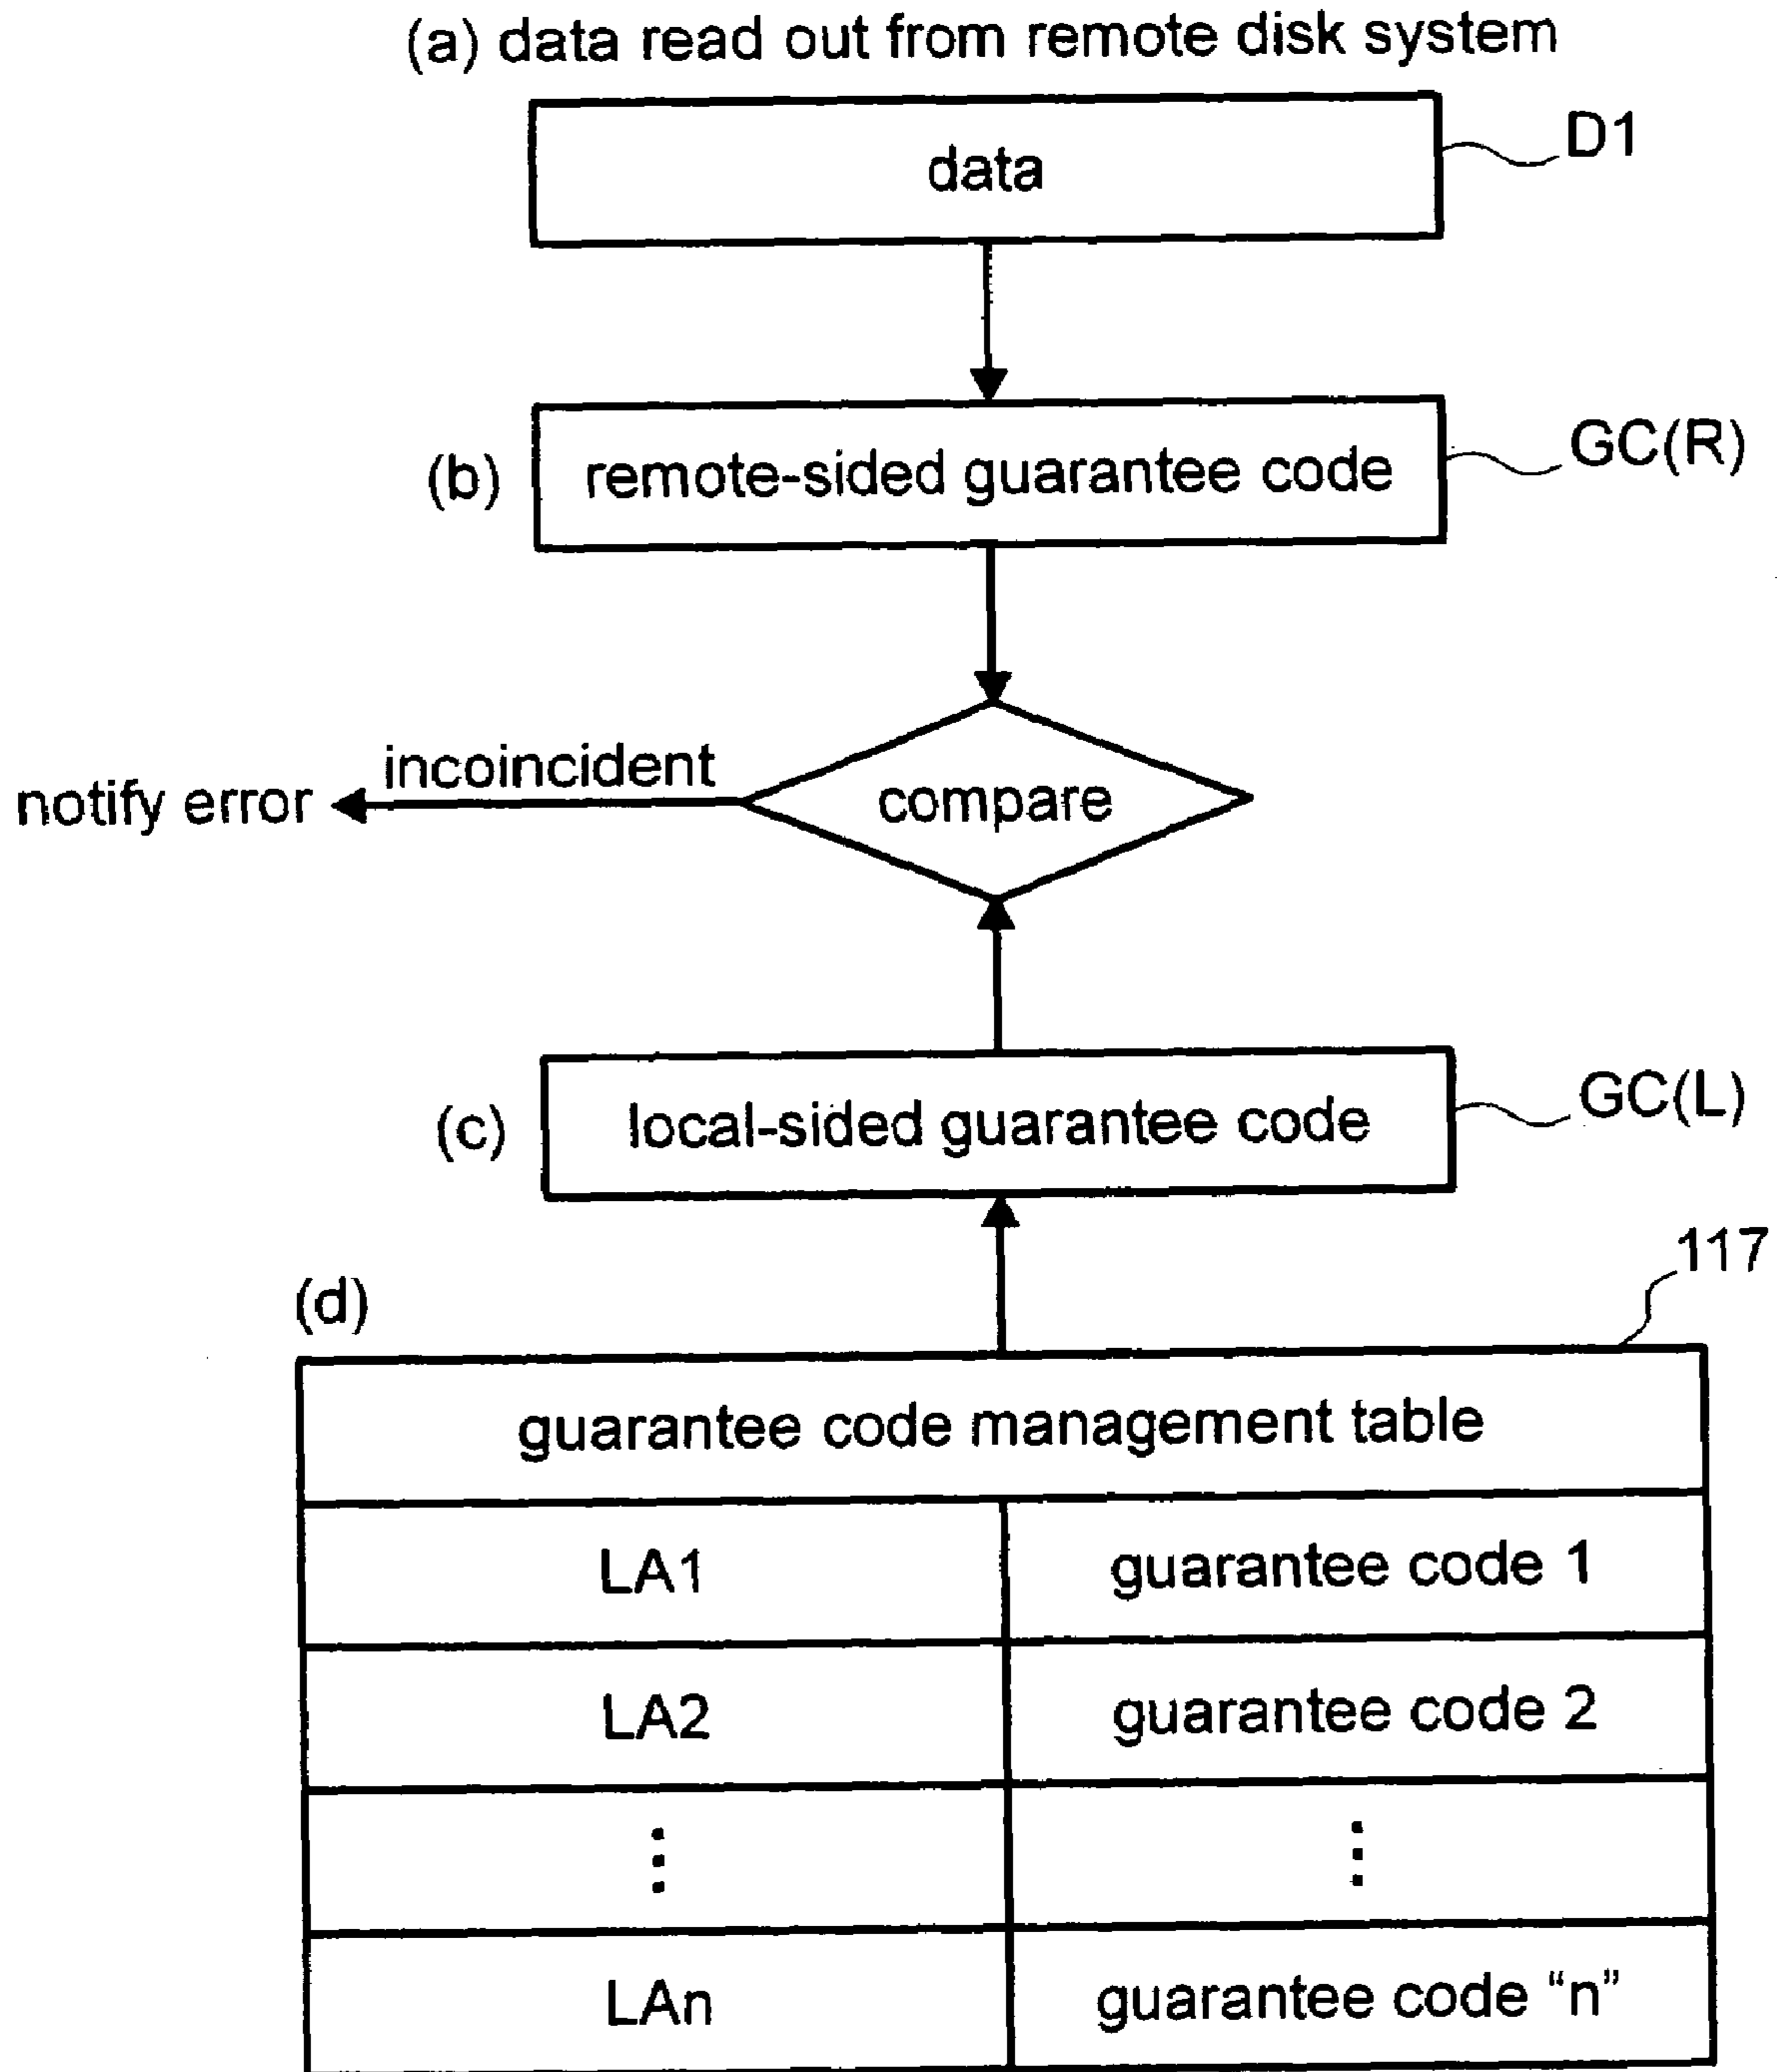 (a) data read out from remote disk system
data
D1
(b)
remote-sided guarantee code
GC(R)
notify error
incoincident
compare
(c)
local-sided guarantee code
GC(L)
117
(d)
guarantee code management table
LA1
guarantee code 1
LA2
guarantee code 2
⋮
⋮
LAn
guarantee code “n”